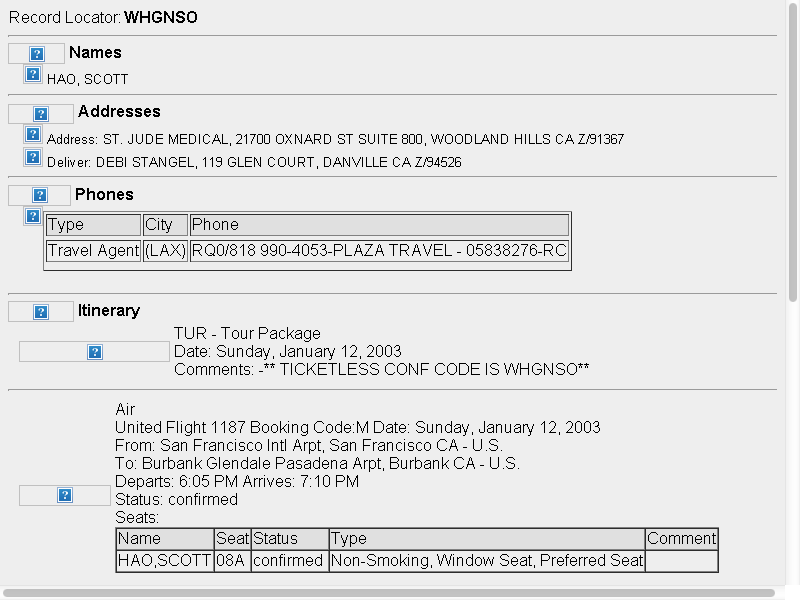 Record Locator: WHGNSO
Names
HAO, SCOTT
Addresses
Address: ST. JUDE MEDICAL, 21700 OXNARD ST SUITE 800, WOODLAND HILLS CA Z/91367
Deliver: DEBI STANGEL, 119 GLEN COURT, DANVILLE CA Z/94526
Phones
Type City Phone
Travel Agent (LAX) RQ0/818 990-4053-PLAZA TRAVEL - 05838276-RC
Itinerary
TUR - Tour Package
Date: Sunday, January 12, 2003
Comments: -** TICKETLESS CONF CODE IS WHGNSO**
Air
United Flight 1187 Booking Code:M Date: Sunday, January 12, 2003
From: San Francisco Intl Arpt, San Francisco CA - U.S.
To: Burbank Glendale Pasadena Arpt, Burbank CA - U.S.
Departs: 6:05 PM Arrives: 7:10 PM
Status: confirmed
Seats:
Name Seat Status Type Comment
HAO,SCOTT 08A confirmed Non-Smoking, Window Seat, Preferred Seat